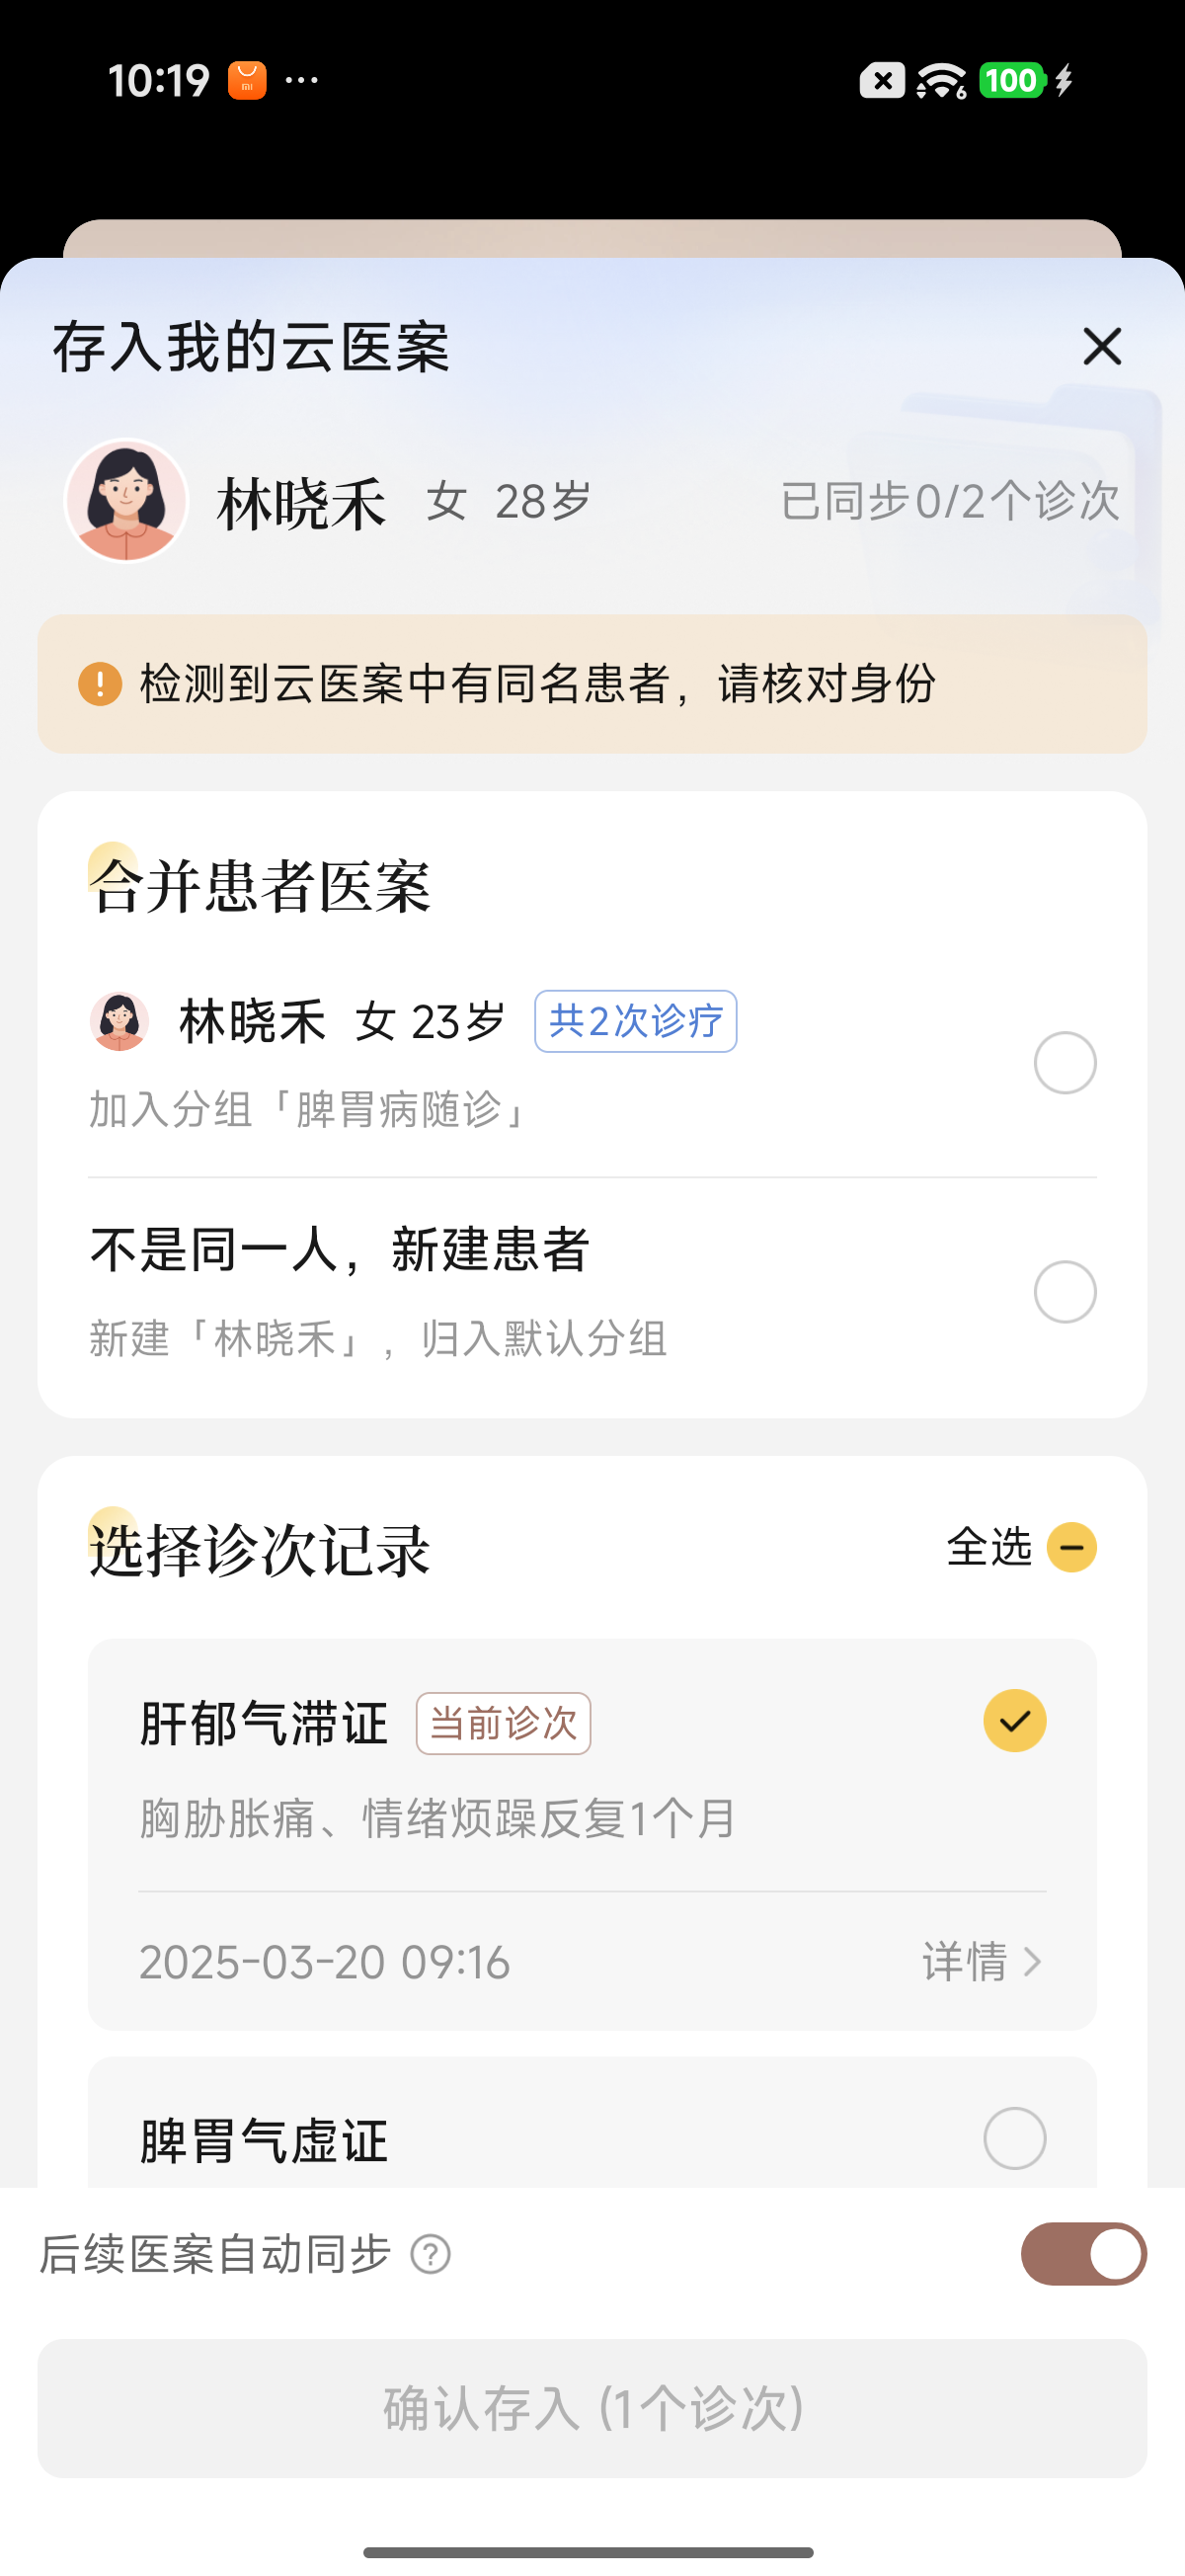 10:19
100
存入我的云医案
林晓禾 女 28岁 已同步0/2个诊次
检测到云医案中有同名患者，请核对身份
合并患者医案
林晓禾 女 23岁 共2次诊疗
加入分组「脾胃病随诊」
不是同一人，新建患者
新建「林晓禾」，归入默认分组
选择诊次记录 全选
肝郁气滞证 当前诊次
胸胁胀痛、情绪烦躁反复1个月
2025-03-20 09:16 详情
脾胃气虚证
后续医案自动同步 ?
确认存入 (1个诊次)